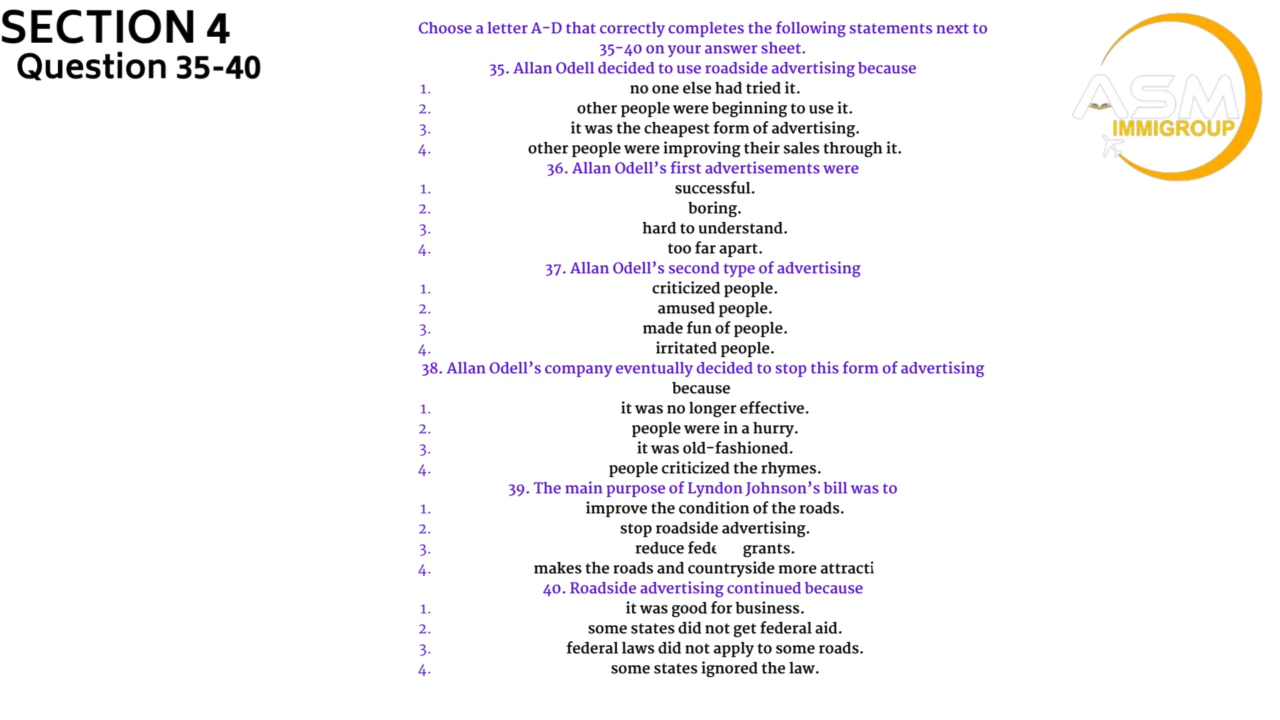 SECTION 4
Question 35-40
Choose a letter A-D that correctly completes the following statements next to
35-40 on your answer sheet.
35. Allan Odell decided to use roadside advertising because
1. no one else had tried it.
2. other people were beginning to use it.
3. it was the cheapest form of advertising.
4. other people were improving their sales through it.
36. Allan Odell's first advertisements were
1. successful.
2. boring.
3. hard to understand.
4. too far apart.
37. Allan Odell's second type of advertising
1. criticized people.
2. amused people.
3. made fun of people.
4. irritated people.
38. Allan Odell's company eventually decided to stop this form of advertising
because
1. it was no longer effective.
2. people were in a hurry.
3. it was old-fashioned.
4. people criticized the rhymes.
39. The main purpose of Lyndon Johnson's bill was to
1. improve the condition of the roads.
2. stop roadside advertising.
3. reduce grants.
4. makes the roads and countryside more
40. Roadside advertising continued because
1. it was good for business.
2. some states did not get federal aid.
3. federal laws did not apply to some roads.
4. some states ignored the law.
ASM
IMMIGROUP